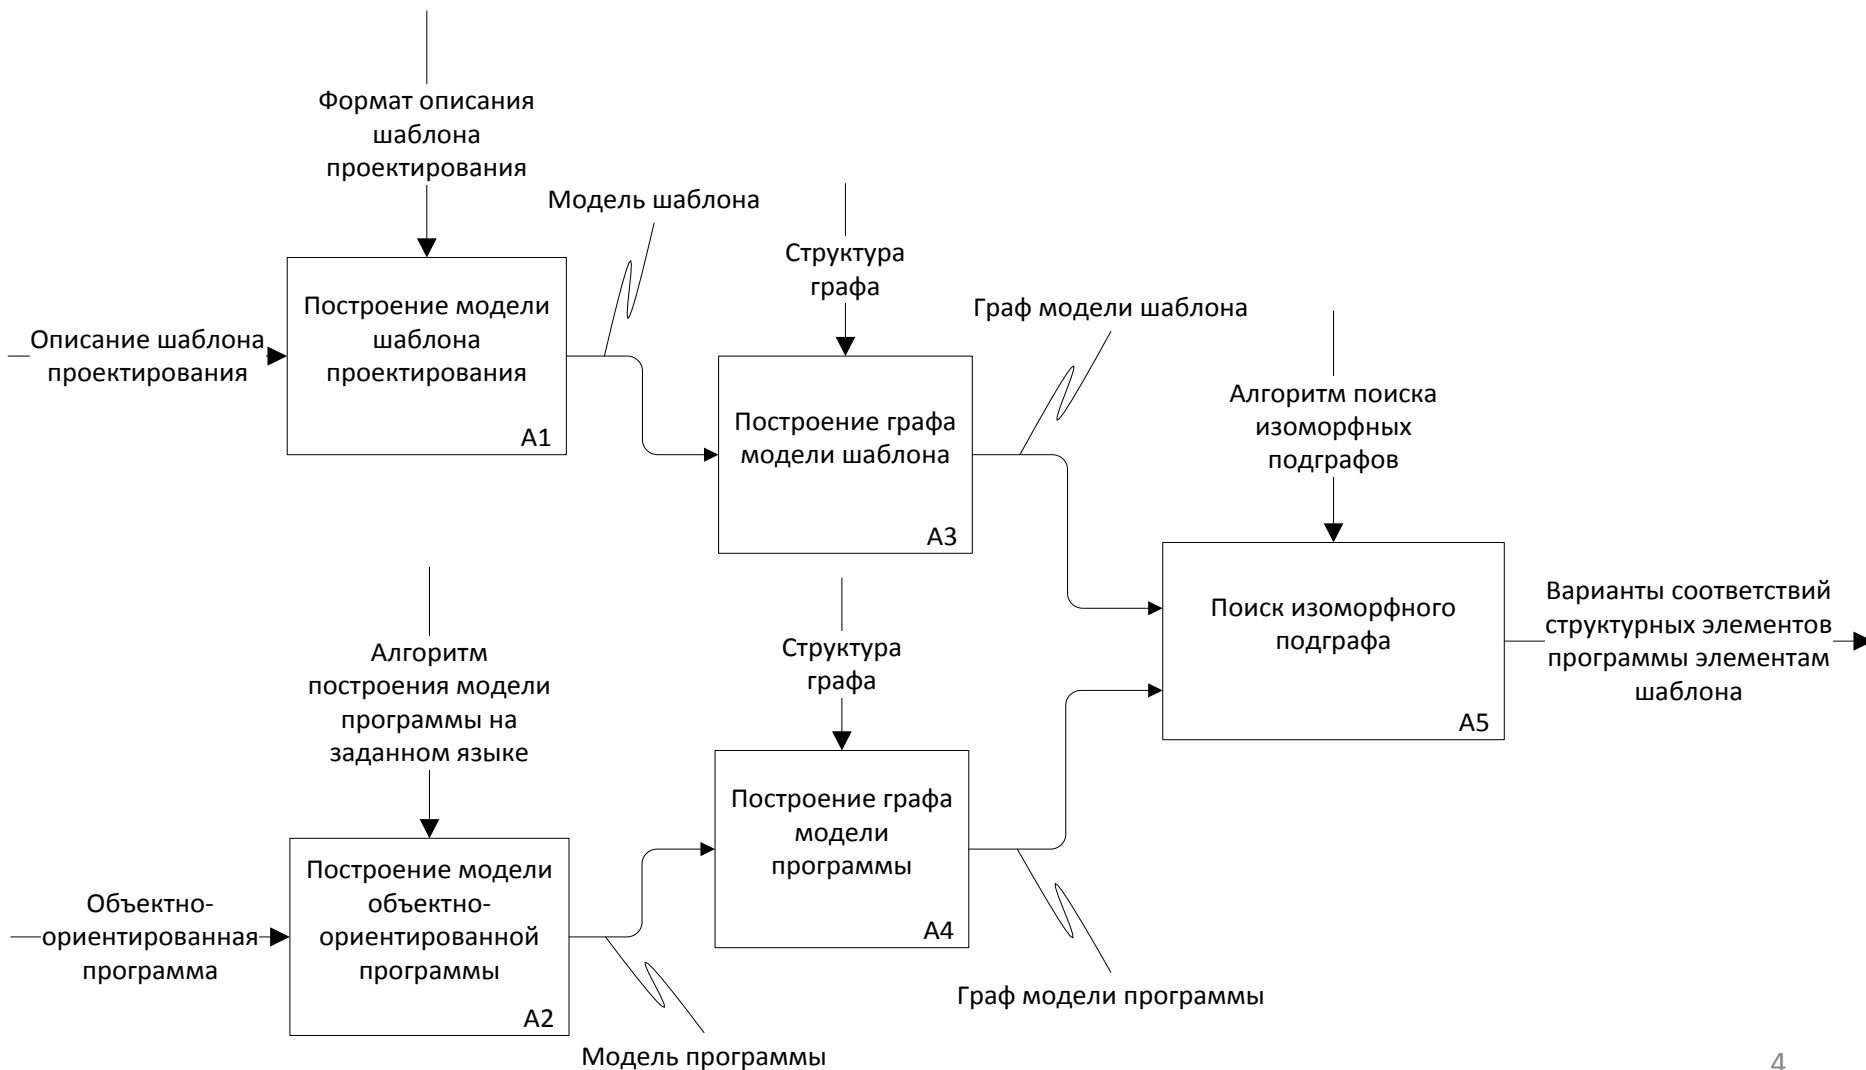 Формат описания
шаблона
проектирования
Модель шаблона
Структура
графа
Граф модели шаблона
Описание шаблона
проектирования
Построение модели
шаблона
проектирования
A1
Построение графа
модели шаблона
A3
Алгоритм поиска
изоморфных
подграфов
Алгоритм
построения модели
программы на
заданном языке
Структура
графа
Поиск изоморфного
подграфа
A5
Варианты соответствий
структурных элементов
программы элементам
шаблона
Объектно-
ориентированная
программа
Построение модели
объектно-
ориентированной
программы
A2
Построение графа
модели
программы
A4
Граф модели программы
Модель программы
4